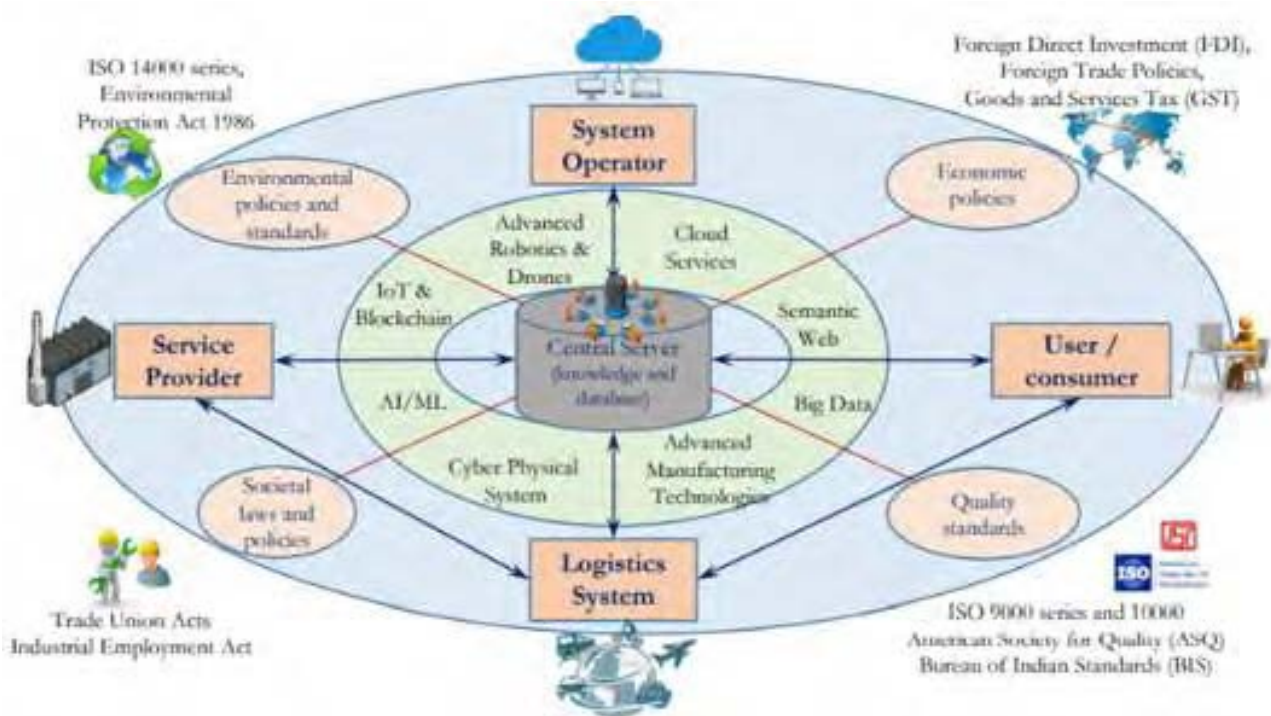 ISO 14000 series,
Environmental
Protection Act 1986
Foreign Direct Investment (FDI),
Foreign Trade Policies,
Goods and Services Tax (GST)
System
Operator
Environmental
policies and
standards
Economic
policies
Advanced
Robotics &
Drones
Cloud
Services
IoT &
Blockchain
Semantic
Web
Service
Provider
Central Server
(knowledge and
database)
User /
consumer
AI/ML
Big Data
Cyber Physical
System
Advanced
Manufacturing
Technologies
Societal
laws and
policies
Quality
standards
Logistics
System
ISO
Trade Union Acts
Industrial Employment Act
ISO 9000 series and 10000
American Society for Quality (ASQ)
Bureau of Indian Standards (BIS)